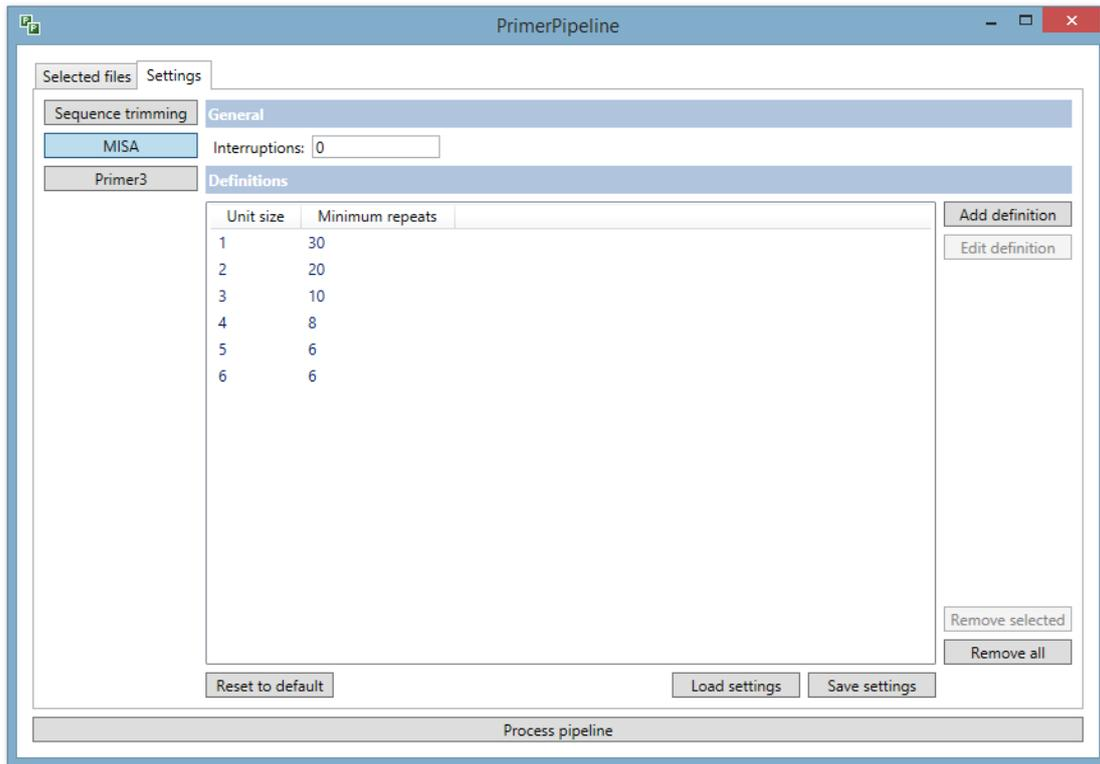 PrimerPipeline
Selected files Settings
Sequence trimming
MISA
Primer3
General
Interruptions: 0
Definitions
Unit size Minimum repeats
1 30
2 20
3 10
4 8
5 6
6 6
Add definition
Edit definition
Remove selected
Remove all
Reset to default Load settings Save settings
Process pipeline